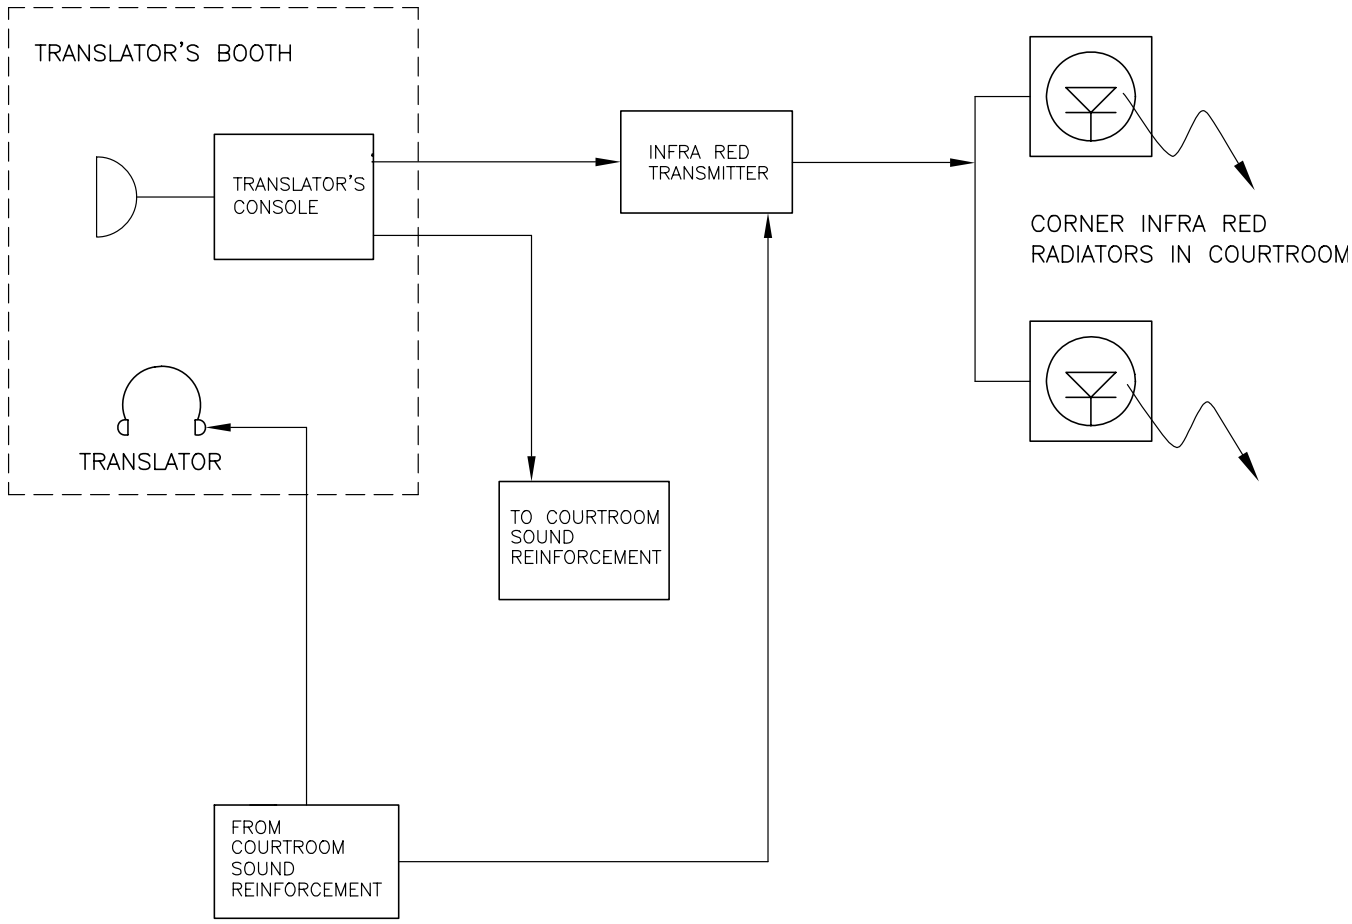 TRANSLATOR'S BOOTH
TRANSLATOR'S
CONSOLE
INFRA RED
TRANSMITTER
CORNER INFRA RED
RADIATORS IN COURTROOM
TRANSLATOR
TO COURTROOM
SOUND
REINFORCEMENT
FROM
COURTROOM
SOUND
REINFORCEMENT